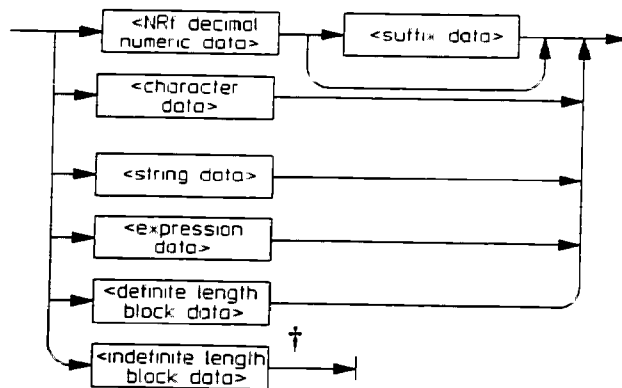 <NRf decimal
numeric data>
<suffix data>
<character
data>
<string data>
<expression
data>
<definite length
block data>
†
<indefinite length
block data>